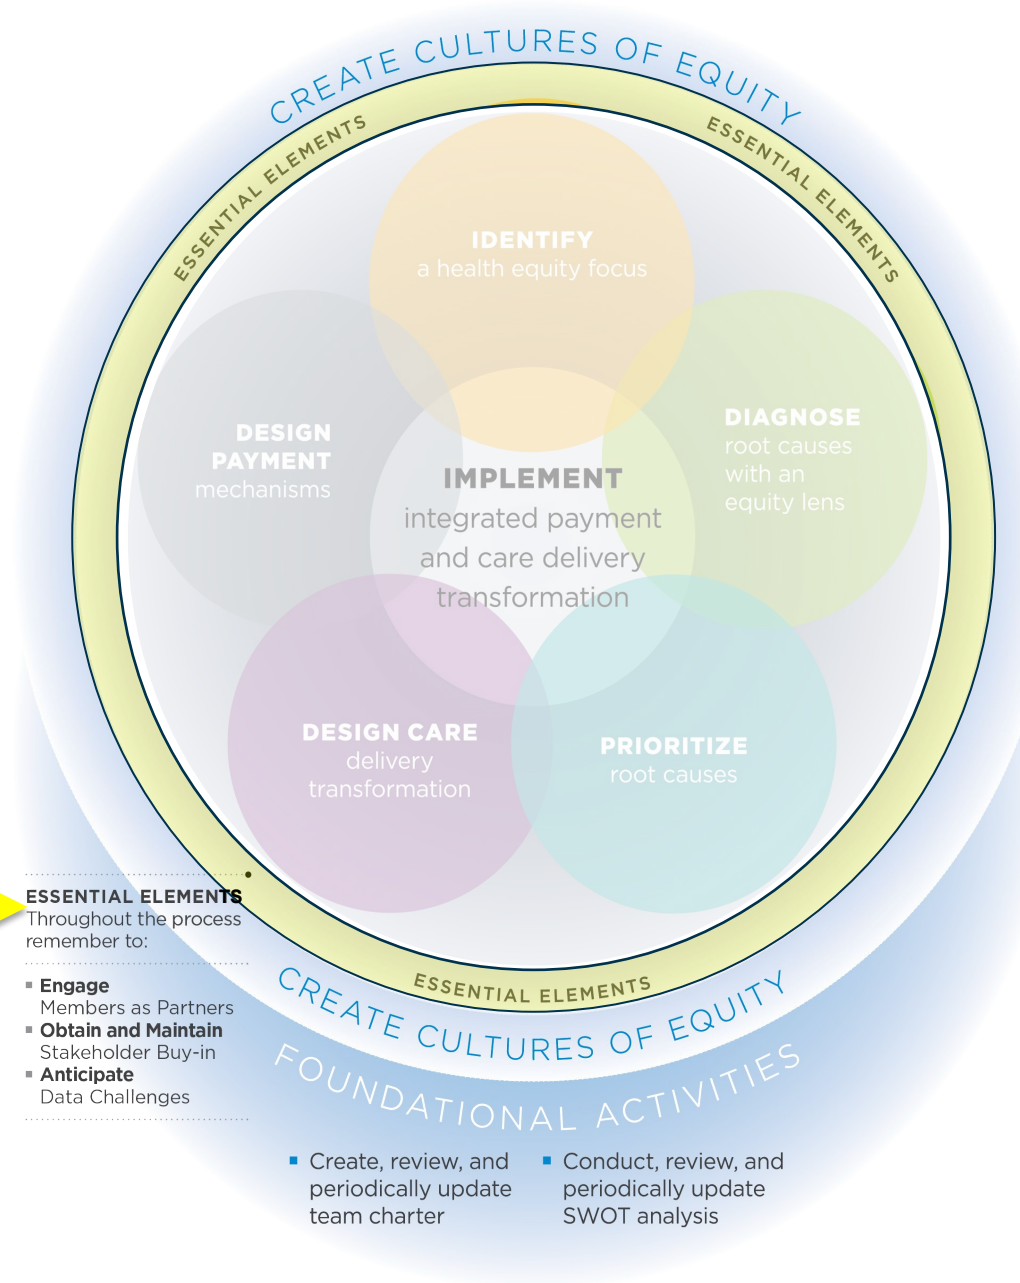 CREATE CULTURES OF EQUITY
ESSENTIAL ELEMENTS
ESSENTIAL ELEMENTS
IDENTIFY
a health equity focus
DIAGNOSE
root causes
with an
equity lens
DESIGN
PAYMENT
mechanisms
IMPLEMENT
integrated payment
and care delivery
transformation
DESIGN CARE
delivery
transformation
PRIORITIZE
root causes
ESSENTIAL ELEMENTS
Throughout the process
remember to:
▪ Engage
Members as Partners
▪ Obtain and Maintain
Stakeholder Buy-in
▪ Anticipate
Data Challenges
ESSENTIAL ELEMENTS
CREATE CULTURES OF EQUITY
FOUNDATIONAL ACTIVITIES
▪ Create, review, and
periodically update
team charter
▪ Conduct, review, and
periodically update
SWOT analysis